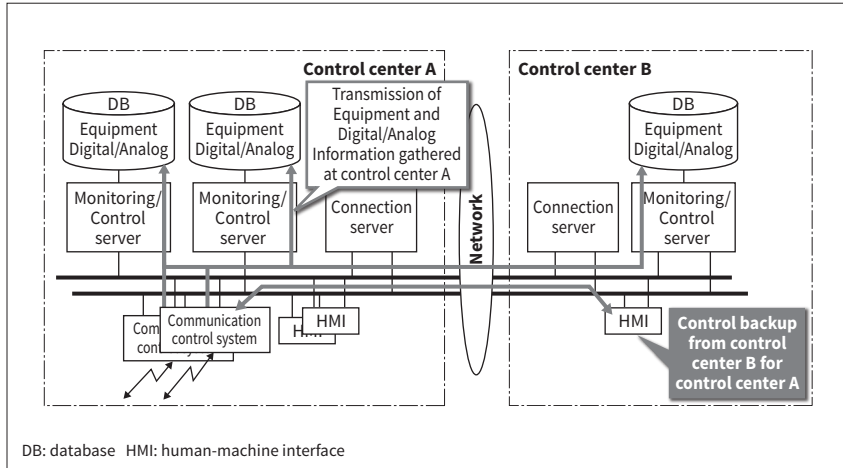 Control center A
Control center B
DB
Equipment
Digital/Analog
DB
Equipment
Digital/Analog
Transmission of
Equipment and
Digital/Analog
Information gathered
at control center A
DB
Equipment
Digital/Analog
Monitoring/
Control
server
Monitoring/
Control
server
Connection
server
Network
Connection
server
Monitoring/
Control
server
Com
cont
Communication
control system
HMI
HMI
Control backup
from control
center B for
control center A
DB: database HMI: human-machine interface